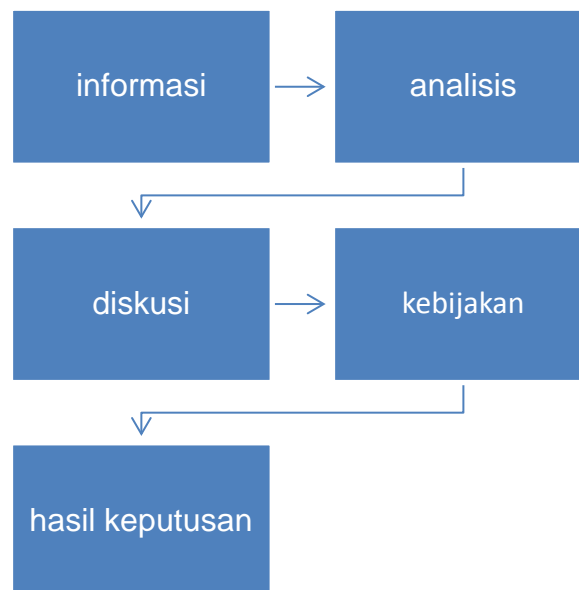 informasi
analisis
diskusi
kebijakan
hasil keputusan